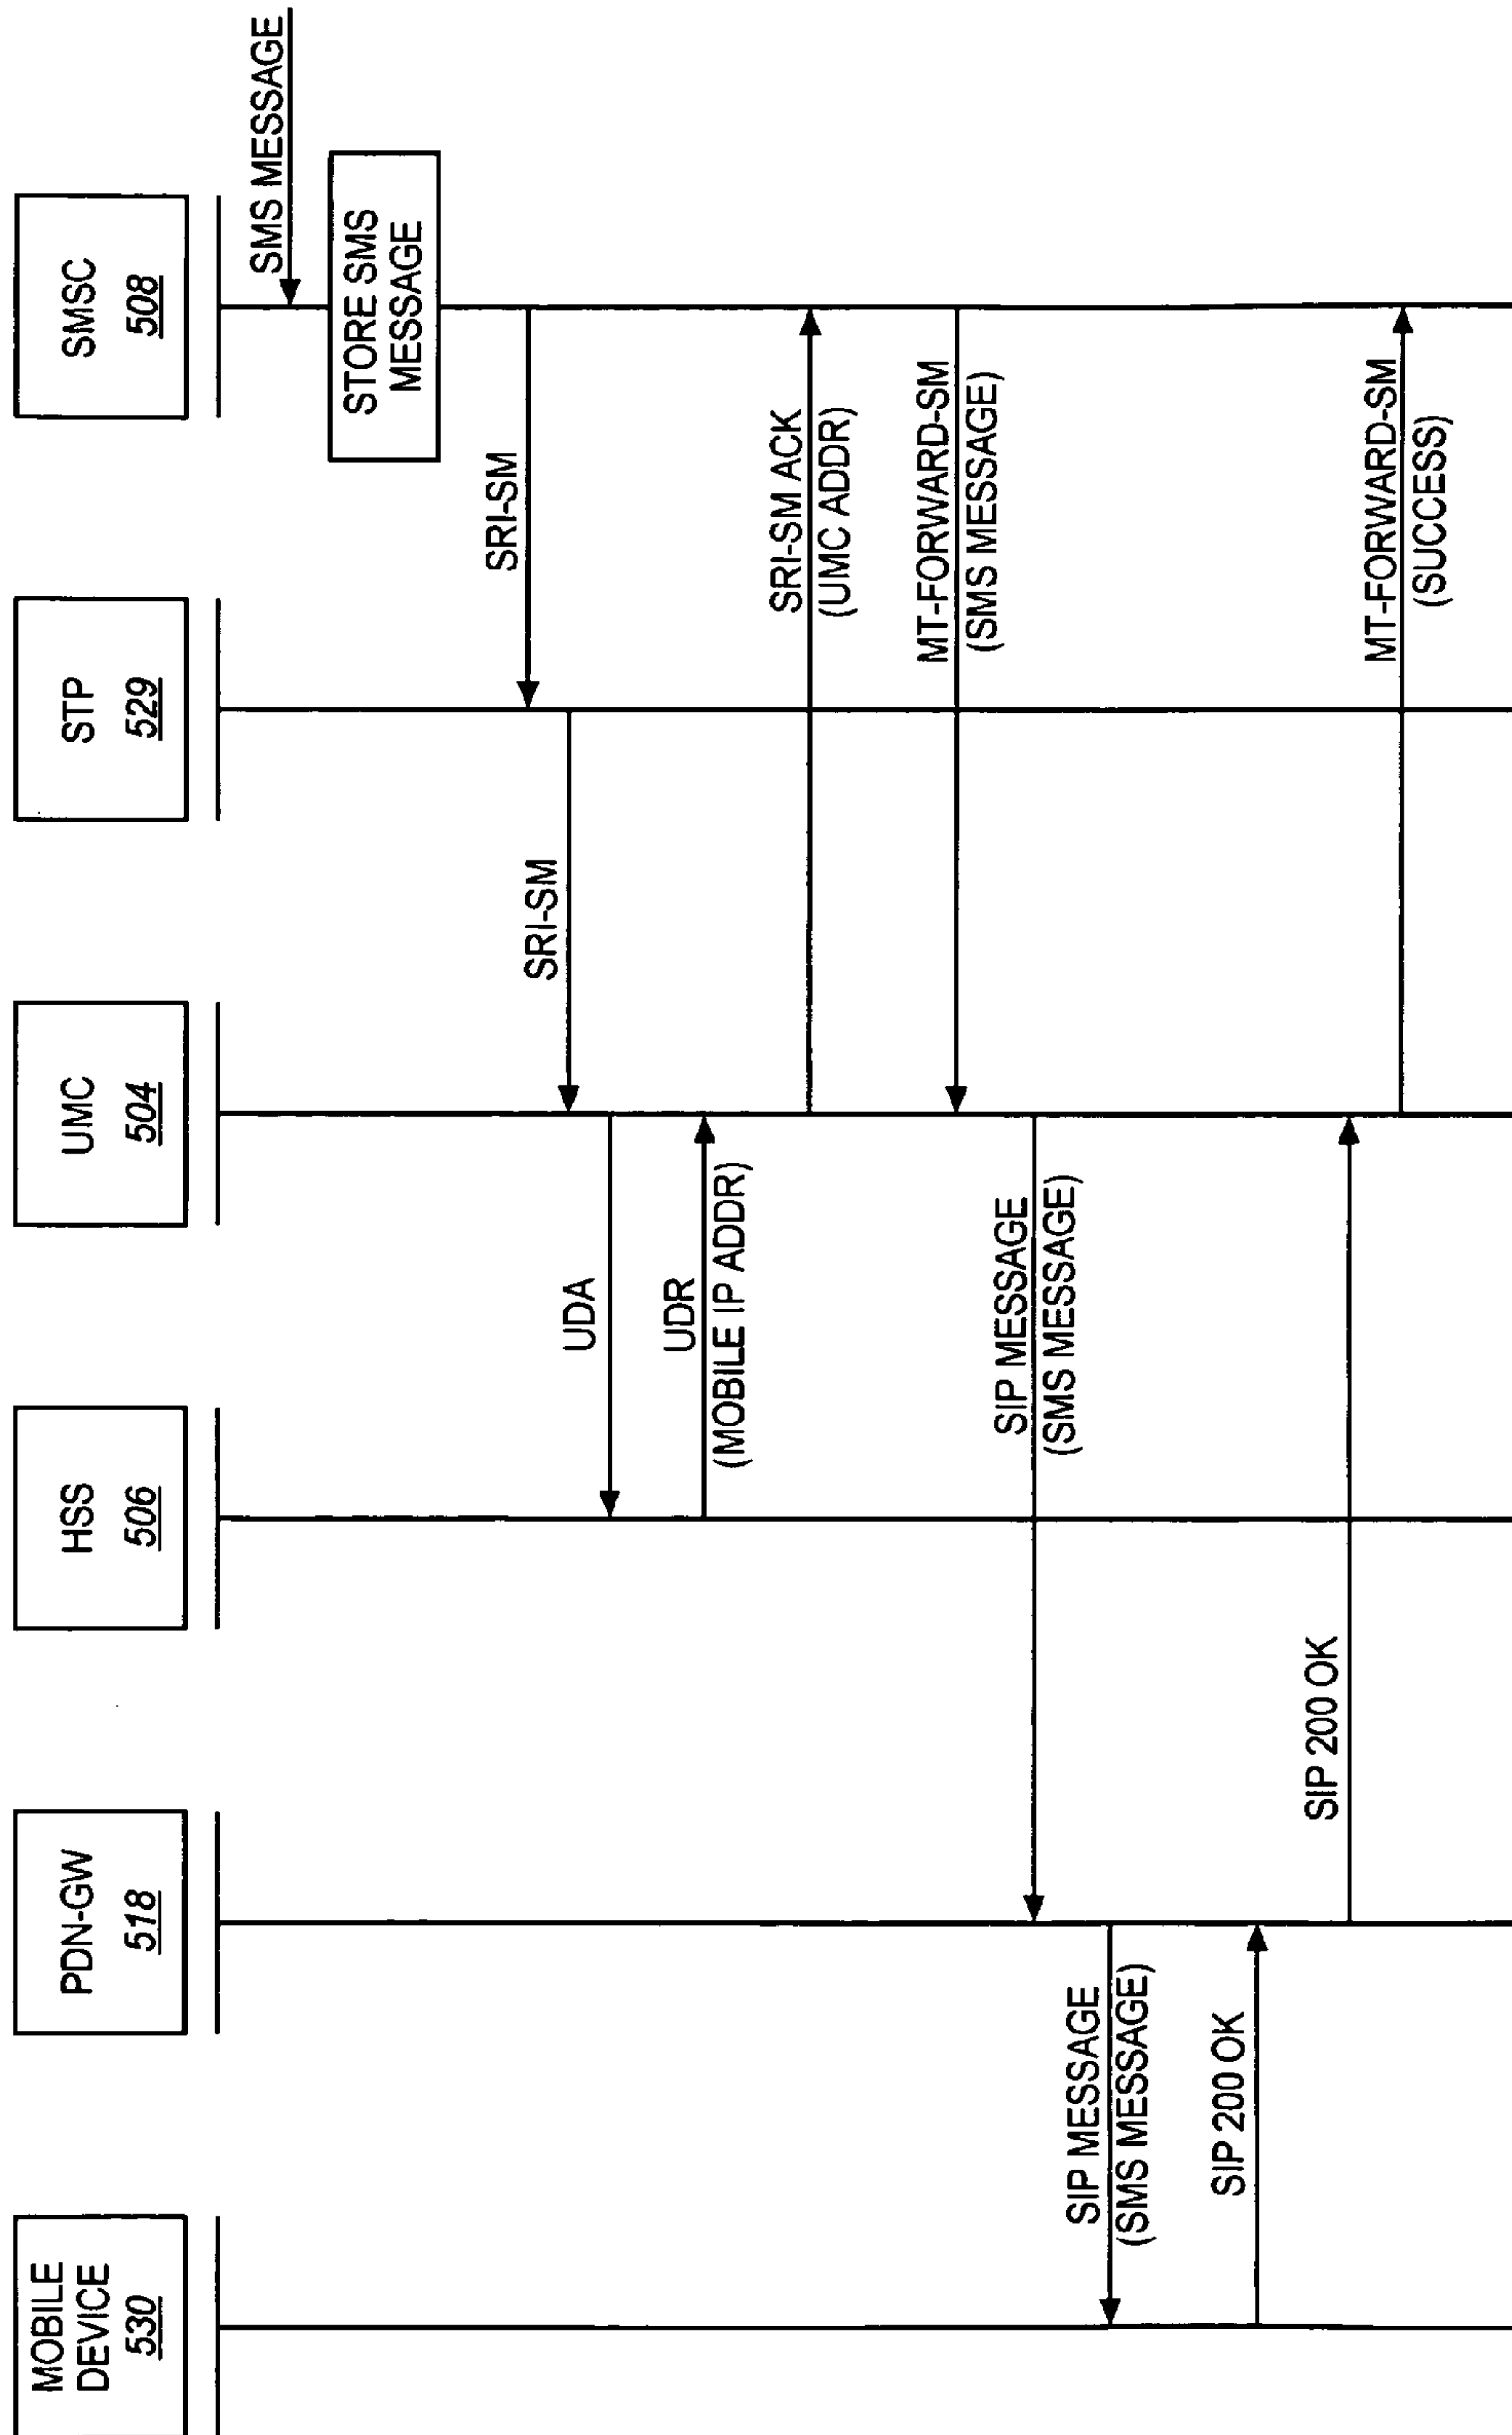 MOBILE
DEVICE
530
PDN-GW
518
HSS
506
UMC
504
STP
529
SMSC
508
SMS MESSAGE
STORE SMS
MESSAGE
SRI-SM
SRI-SM
UDA
UDR
(MOBILE IP ADDR)
SRI-SM ACK
(UMC ADDR)
MT-FORWARD-SM
(SMS MESSAGE)
SIP MESSAGE
(SMS MESSAGE)
SIP MESSAGE
(SMS MESSAGE)
SIP 200 OK
SIP 200 OK
MT-FORWARD-SM
(SUCCESS)